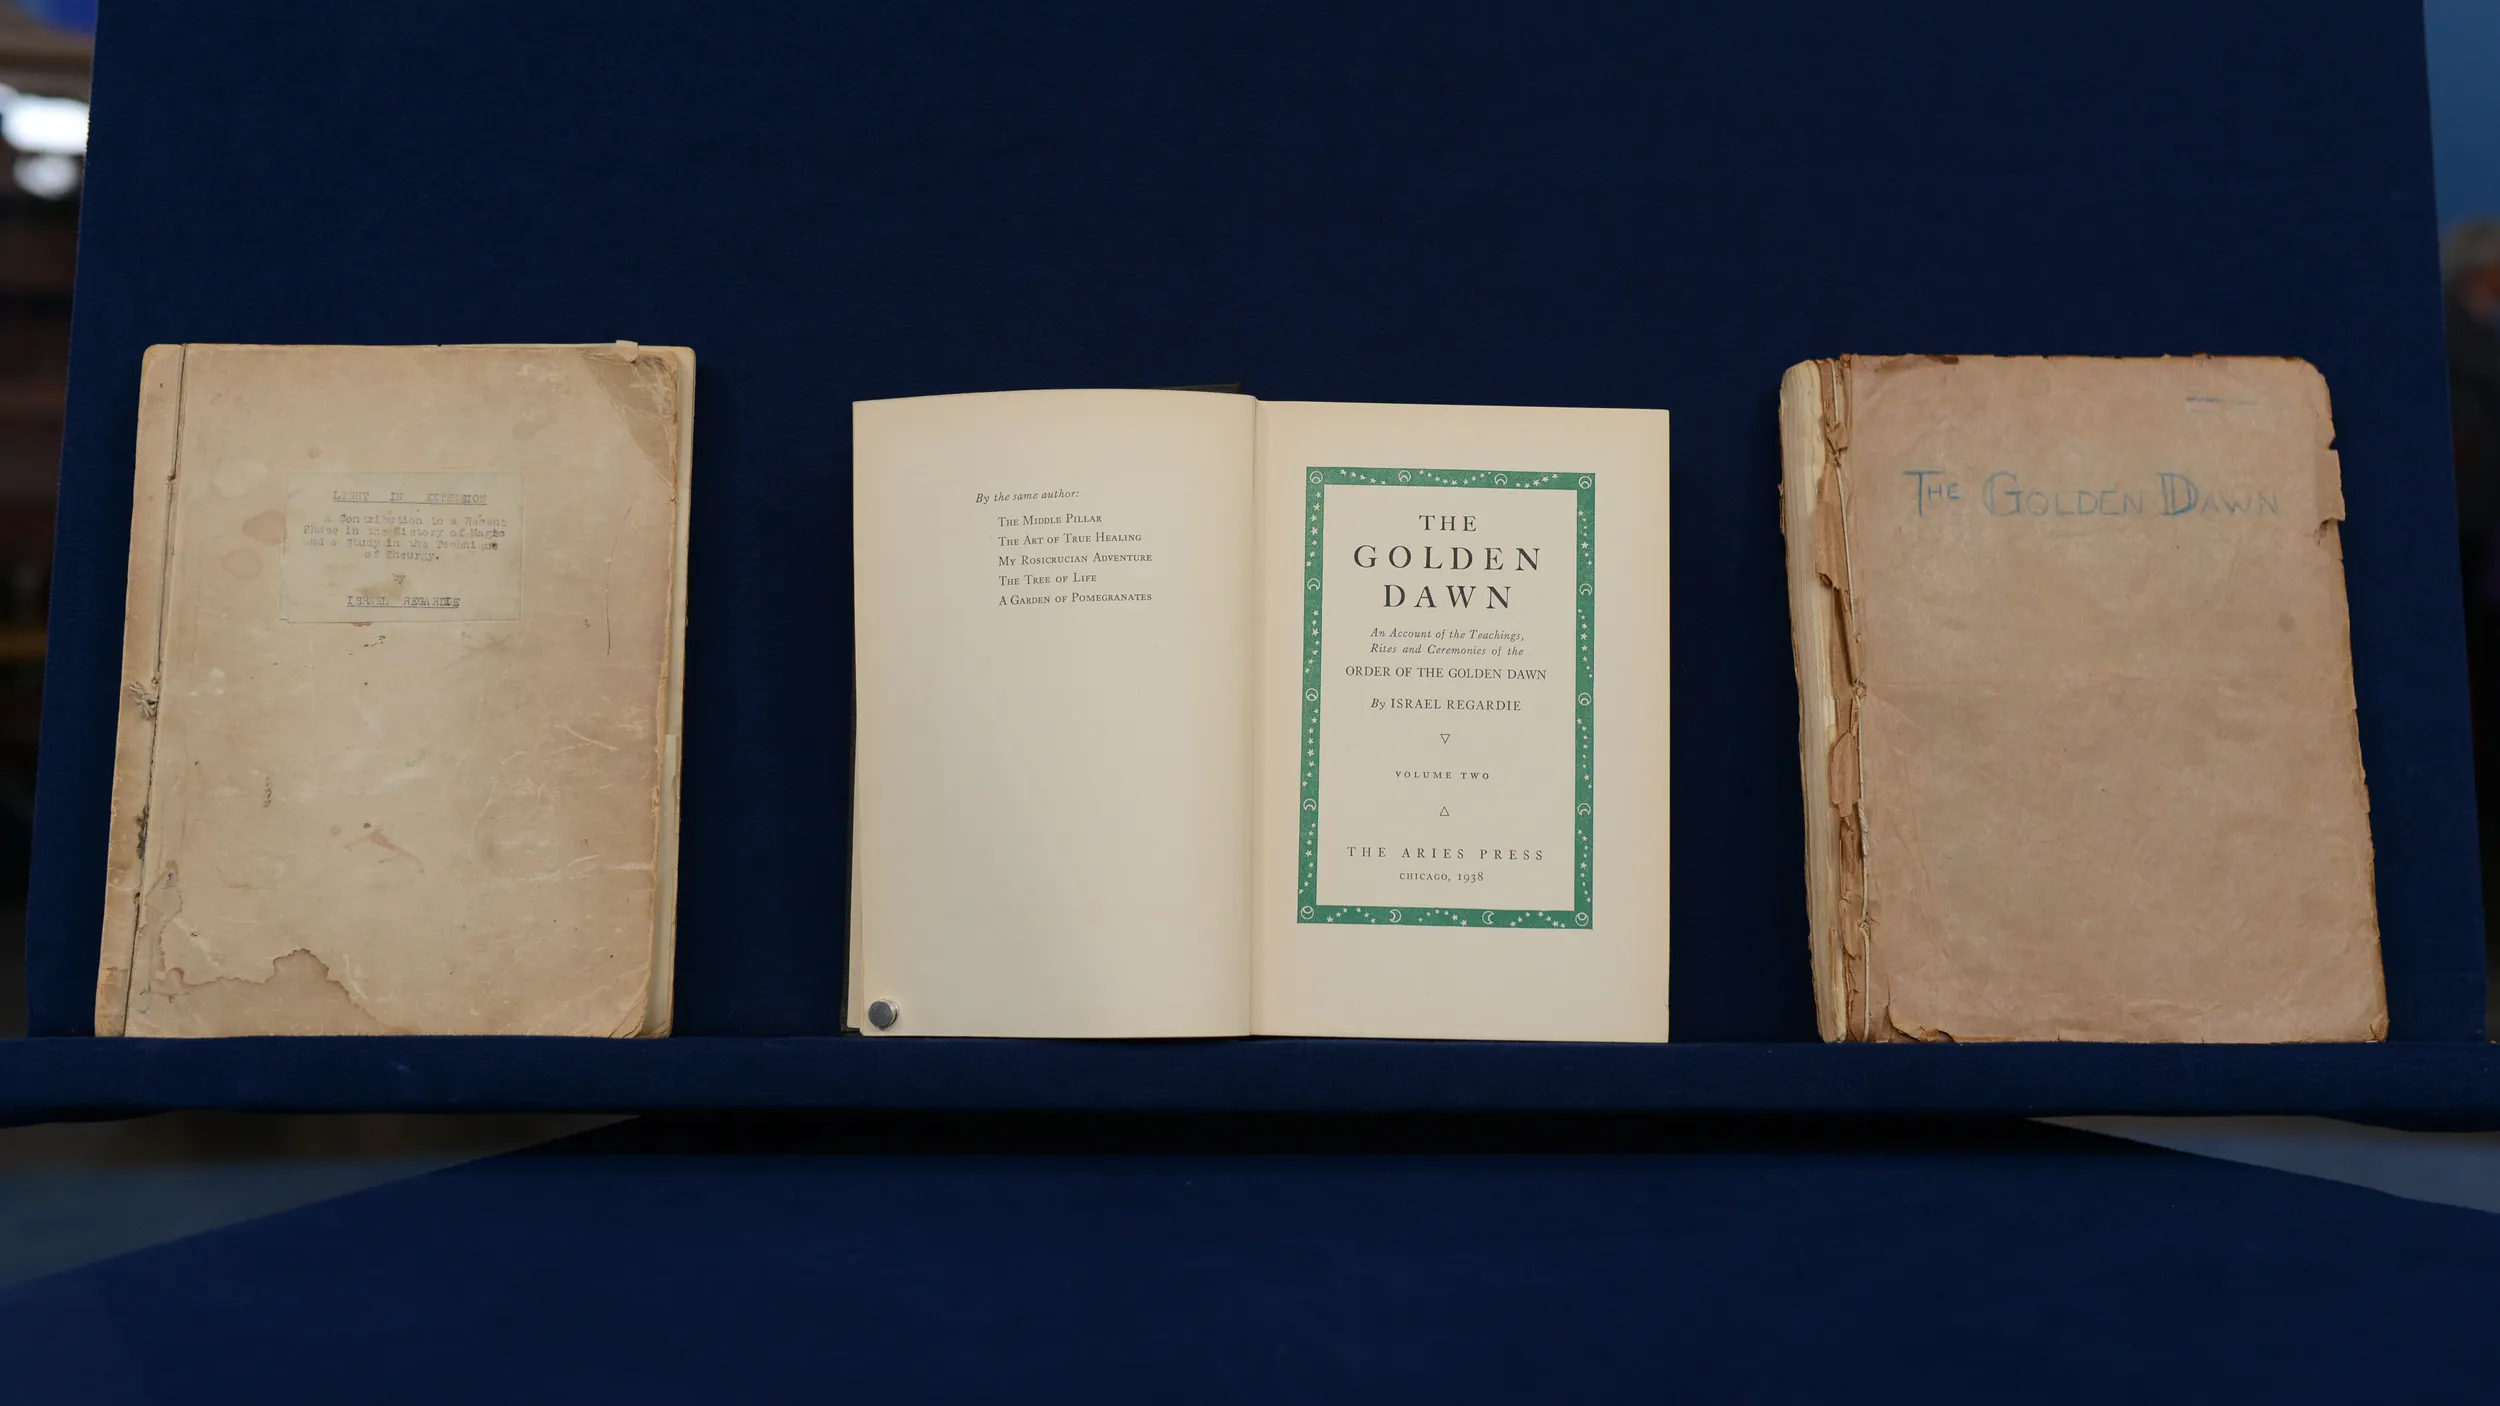 LIGHT IN EXTENSION
A Contribution to a Recent
Phase in the History of Magic
and a Study in the Technique
of Theurgy.
by
ISRAEL REGARDIE
By the same author:
THE MIDDLE PILLAR
THE ART OF TRUE HEALING
MY ROSICRUCIAN ADVENTURE
THE TREE OF LIFE
A GARDEN OF POMEGRANATES
THE
GOLDEN
DAWN
An Account of the Teachings,
Rites and Ceremonies of the
ORDER OF THE GOLDEN DAWN
By ISRAEL REGARDIE
VOLUME TWO
THE ARIES PRESS
CHICAGO, 1938
THE GOLDEN DAWN